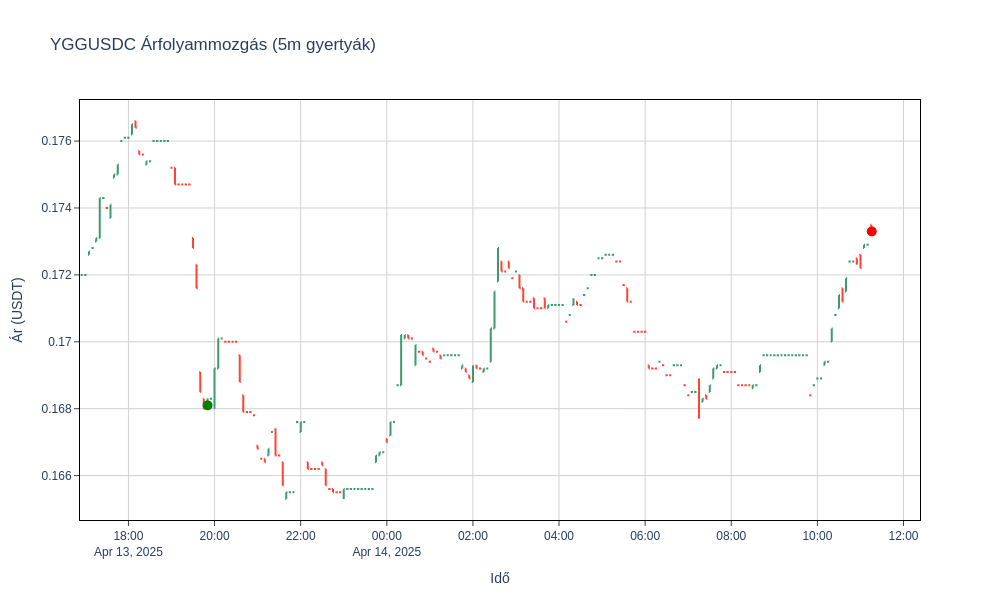 YGGUSDC Árfolyammozgás (5m gyertyák)
0.176
0.174
0.172
0.17
0.168
0.166
Ár (USDT)
18:00 20:00 22:00 00:00 02:00 04:00 06:00 08:00 10:00 12:00
Apr 13, 2025 Apr 14, 2025
Idő